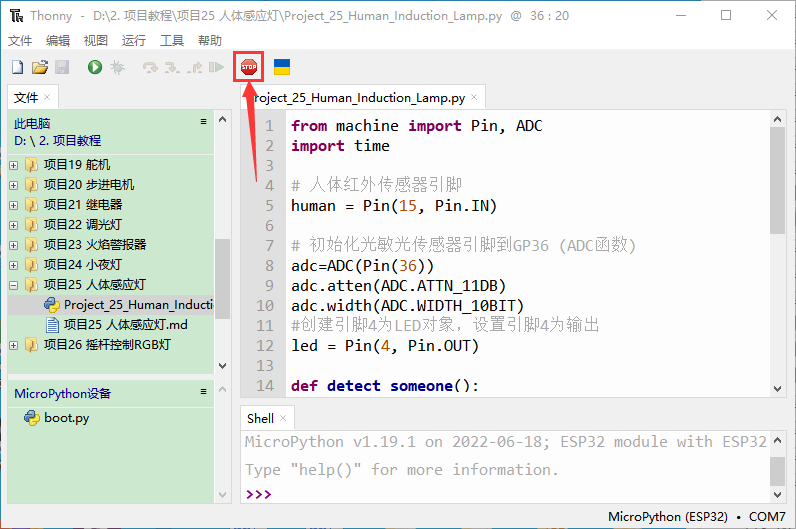 Thonny - D:\2. 项目教程\项目25 人体感应灯\Project_25_Human_Induction_Lamp.py @ 36 : 20
文件 编辑 视图 运行 工具 帮助
STOP
文件 ×
roject_25_Human_Induction_Lamp.py ×
此电脑
D: \ 2. 项目教程
项目19 舵机
项目20 步进电机
项目21 继电器
项目22 调光灯
项目23 火焰警报器
项目24 小夜灯
项目25 人体感应灯
Project_25_Human_Inducti
项目25 人体感应灯.md
项目26 摇杆控制RGB灯
MicroPython设备
boot.py
1 from machine import Pin, ADC
2 import time
3
4 # 人体红外传感器引脚
5 human = Pin(15, Pin.IN)
6
7 # 初始化光敏光传感器引脚到GP36 (ADC函数)
8 adc=ADC(Pin(36))
9 adc.atten(ADC.ATTN_11DB)
10 adc.width(ADC.WIDTH_10BIT)
11 #创建引脚4为LED对象，设置引脚4为输出
12 led = Pin(4, Pin.OUT)
13
14 def detect_someone():
Shell ×
MicroPython v1.19.1 on 2022-06-18; ESP32 module with ESP32
Type "help()" for more information.
>>>
MicroPython (ESP32) • COM7